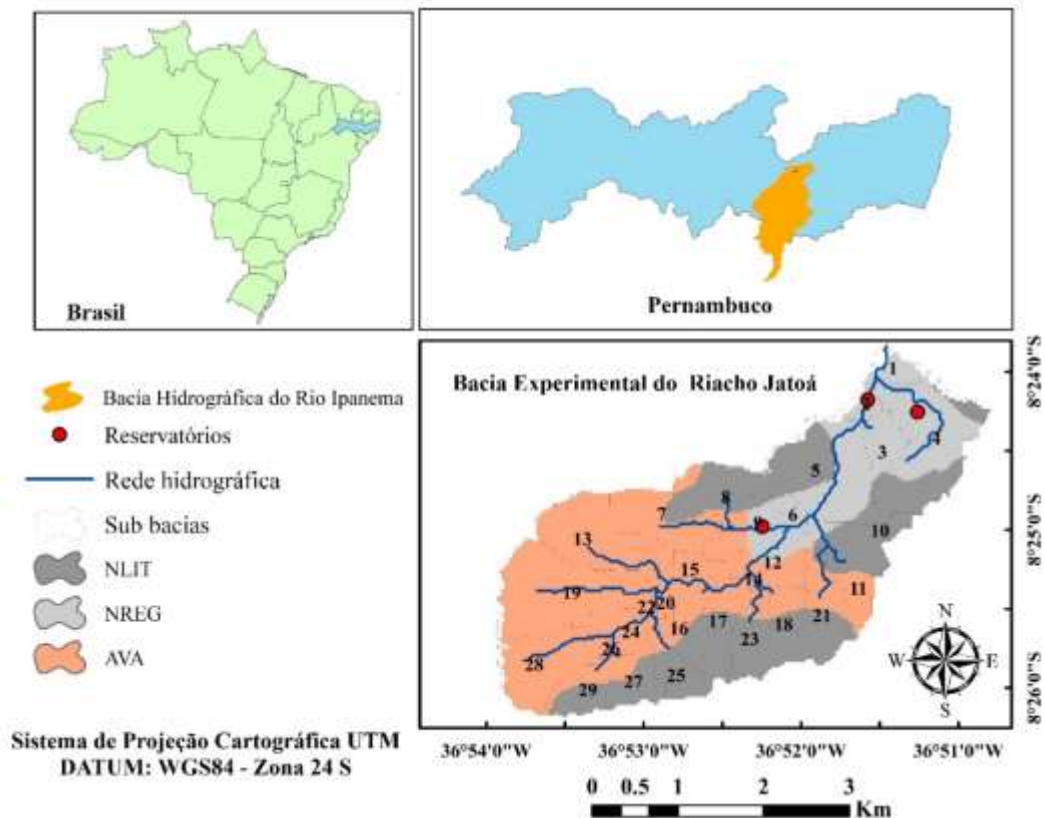 Brasil
Pernambuco
Bacia Hidrográfica do Rio Ipanema
Reservatórios
Rede hidrográfica
Sub bacias
NLIT
NREG
AVA
Sistema de Projeção Cartográfica UTM
DATUM: WGS84 - Zona 24 S
Bacia Experimental do Riacho Jatoá
1
3
4
5
6
7
8
10
11
12
13
15
16
17
18
19
20
21
22
23
24
25
27
28
29
N
W
E
S
8°24'0"S
8°25'0"S
8°26'0"S
36°54'0"W
36°53'0"W
36°52'0"W
36°51'0"W
0 0.5 1 2 3
Km